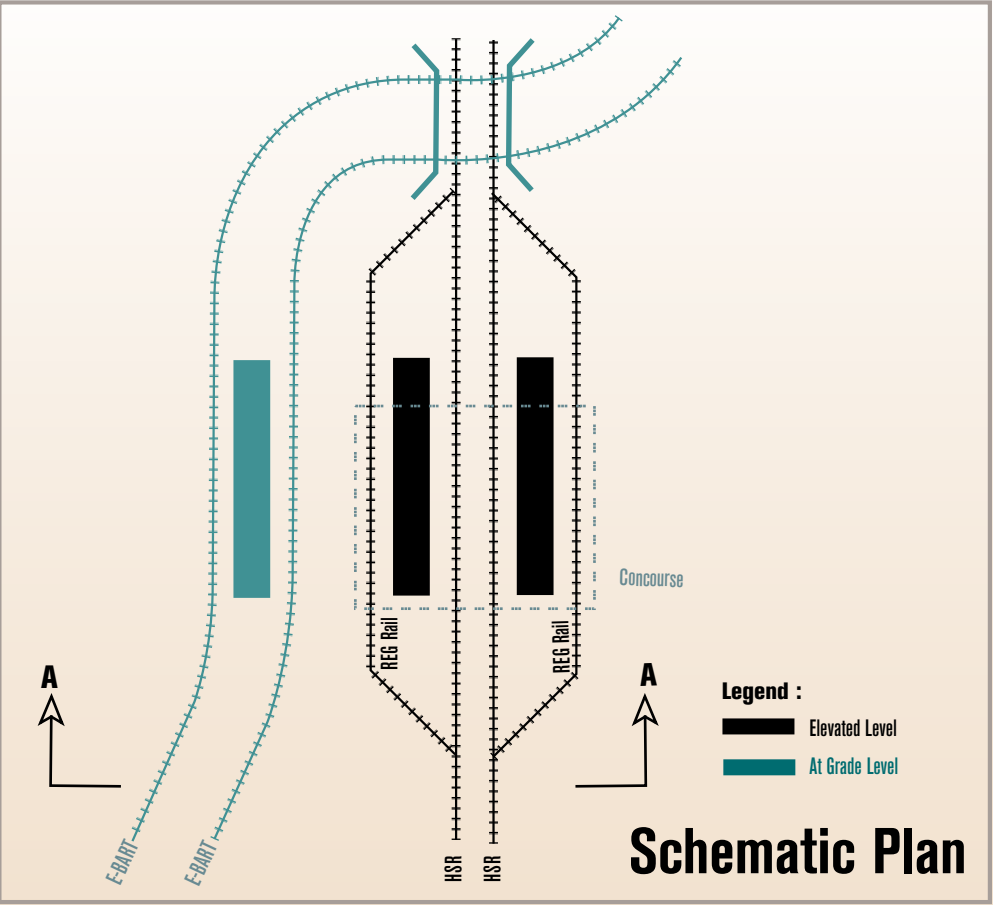 Concourse
REG Rail
REG Rail
A
A
Legend :
Elevated Level
At Grade Level
E-BART
E-BART
HSR
HSR
Schematic Plan